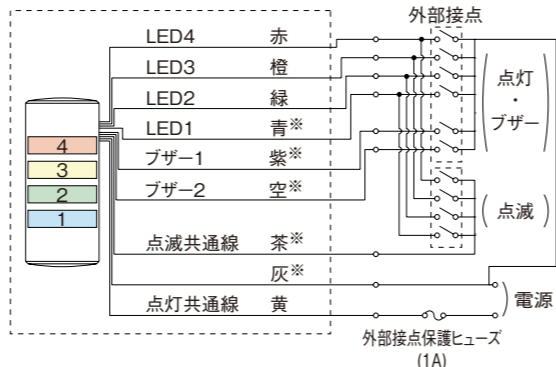 外部接点
LED4 赤
LED3 橙
LED2 緑
LED1 青※
ブザー1 紫※
ブザー2 空※
点滅共通線 茶※
灰※
点灯共通線 黄
4
3
2
1
点灯
・
ブザー
点滅
電源
外部接点保護ヒューズ
(1A)